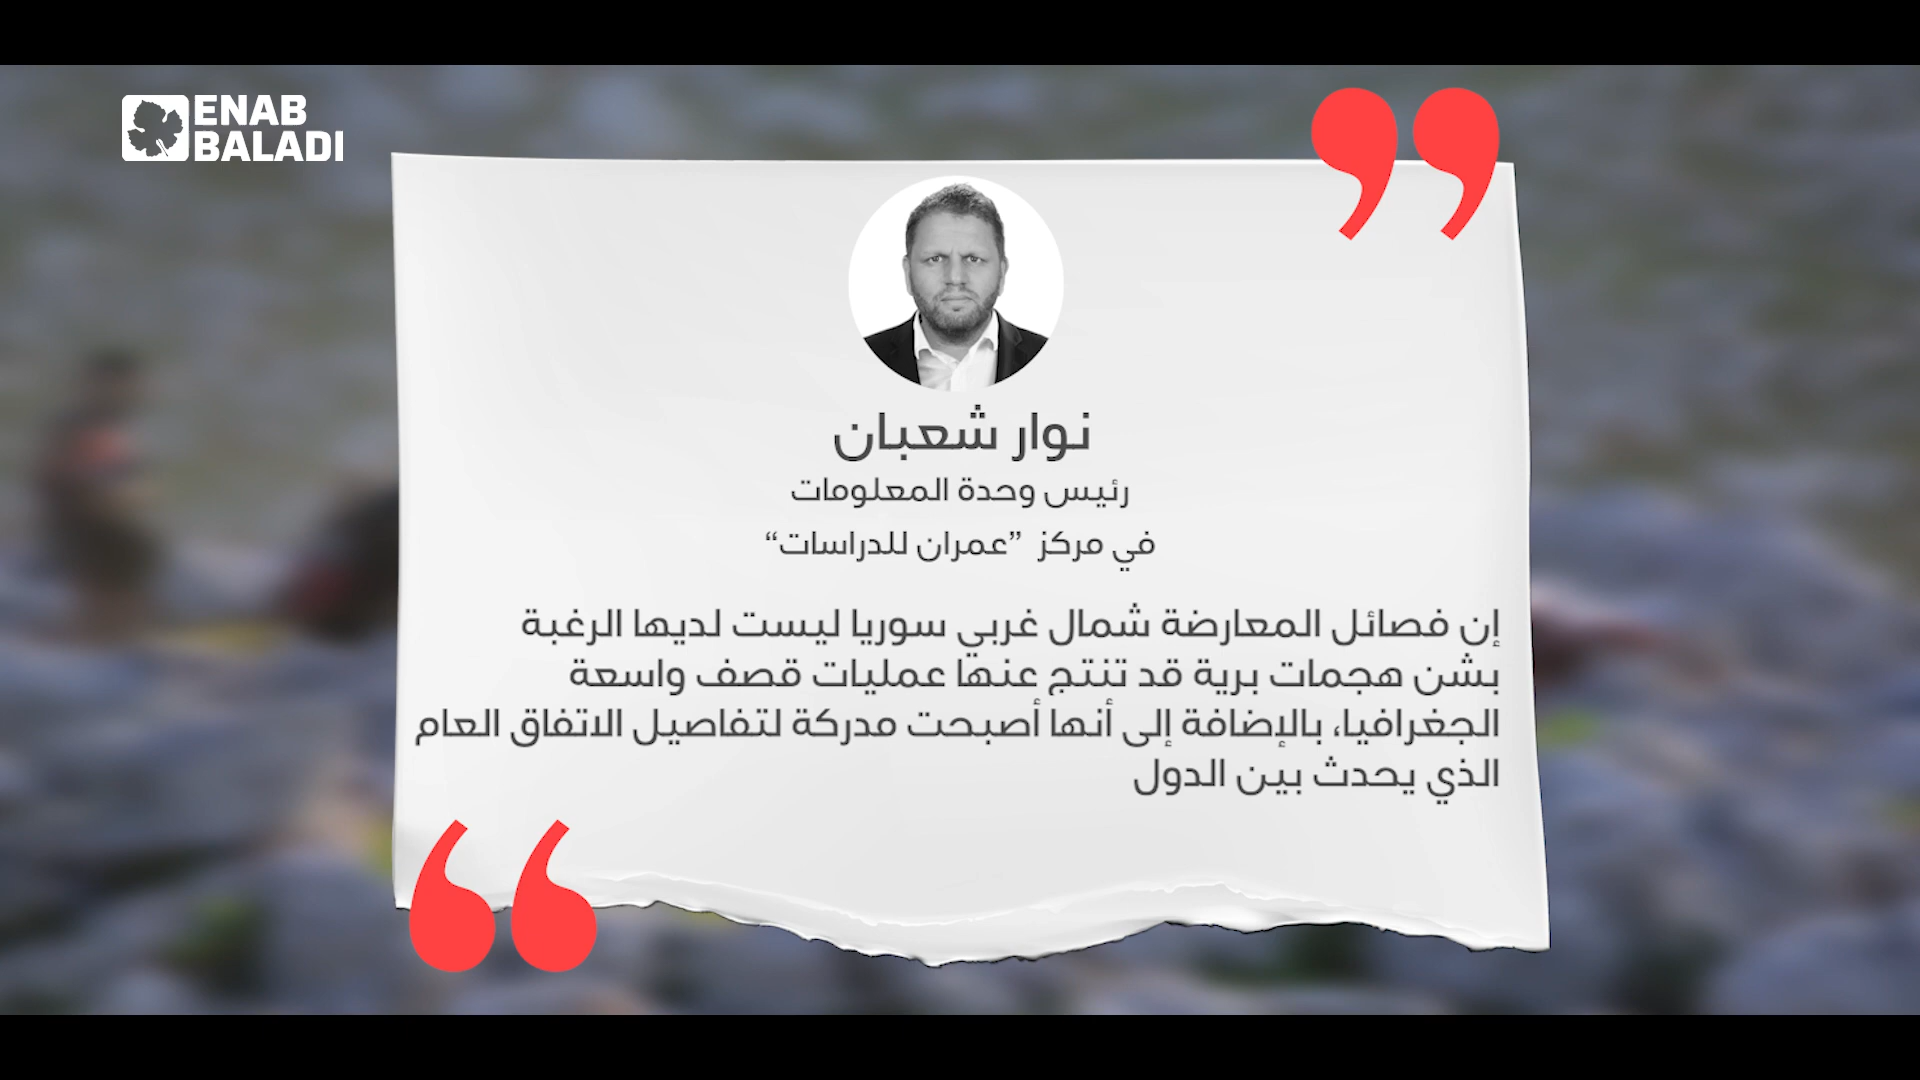 ENAB
BALADI
نوار شعبان
رئيس وحدة المعلومات
في مركز "عمران للدراسات"
إن فصائل المعارضة شمال غربي سوريا ليست لديها الرغبة
بشن هجمات برية قد تنتج عنها عمليات قصف واسعة
الجغرافيا، بالإضافة إلى أنها أصبحت مدركة لتفاصيل الاتفاق العام
الذي يحدث بين الدول